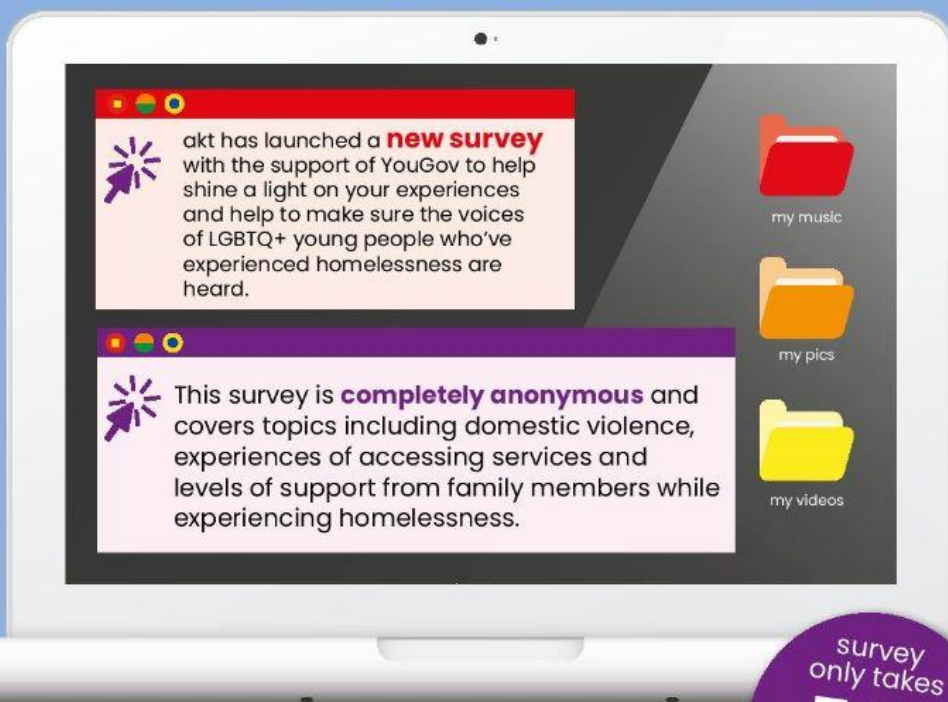 akt has launched a new survey
with the support of YouGov to help
shine a light on your experiences
and help to make sure the voices
of LGBTQ+ young people who've
experienced homelessness are
heard.
This survey is completely anonymous and
covers topics including domestic violence,
experiences of accessing services and
levels of support from family members while
experiencing homelessness.
my music
my pics
my videos
survey
only takes